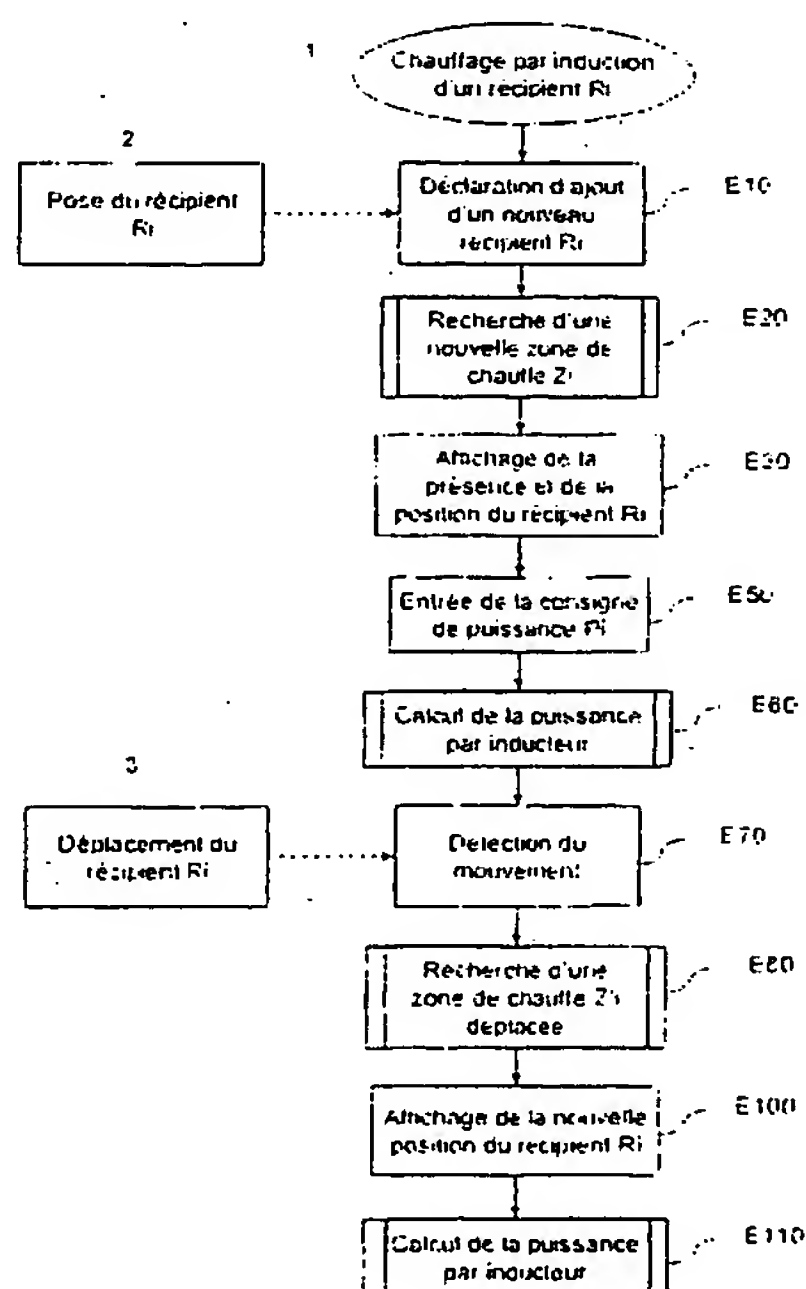 1
Chauffage par induction
d'un récipient Ri
2
Pose du récipient
Ri
Déclaration d'ajout
d'un nouveau
récipient Ri
E10
Recherche d'une
nouvelle zone de
chauffe Zi
E20
Affichage de la
présence et de la
position du récipient Ri
E30
Entrée de la consigne
de puissance Pi
E50
Calcul de la puissance
par inducteur
E60
3
Déplacement du
récipient Ri
Détection du
mouvement
E70
Recherche d'une
zone de chauffe
déplacée
E80
Affichage de la nouvelle
position du récipient Ri
E100
Calcul de la puissance
par inducteur
E110